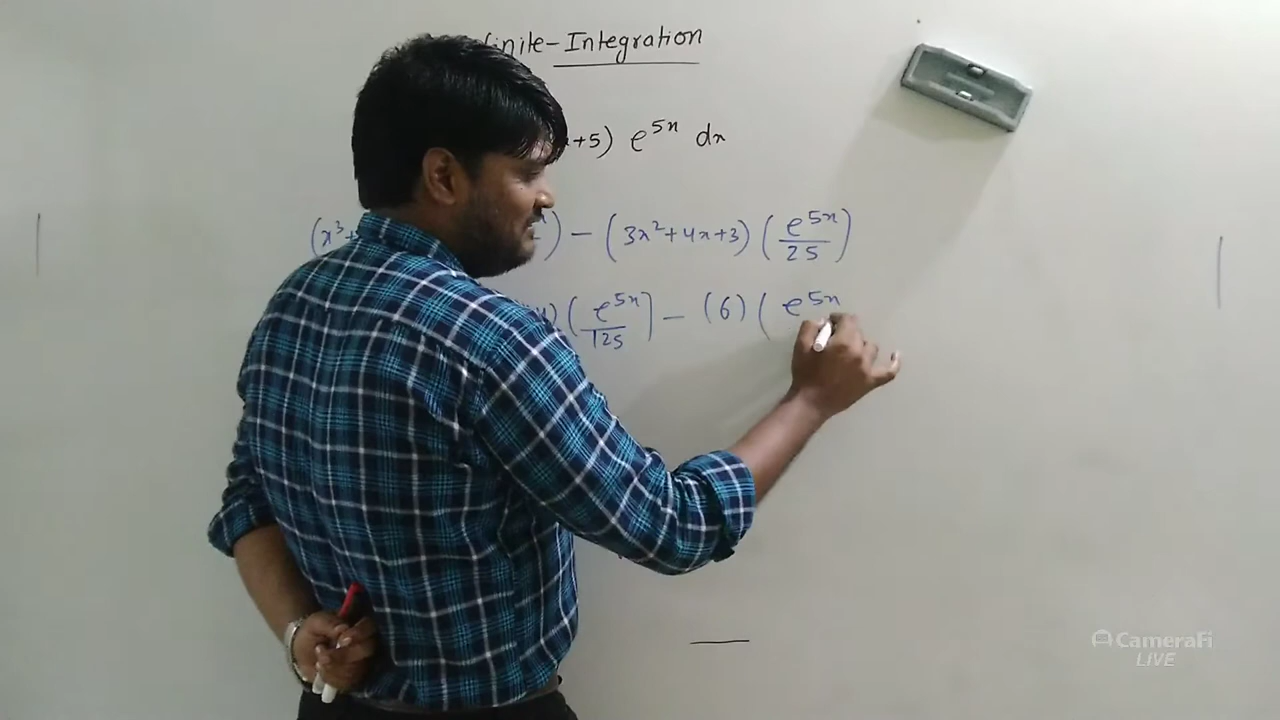 finite-Integration
+5) e^5x dx
(x³+ ) - (3x²+4x+3) (e^5x/25)
(e^5x/125) - (6) (e^5x
CameraFi
LIVE